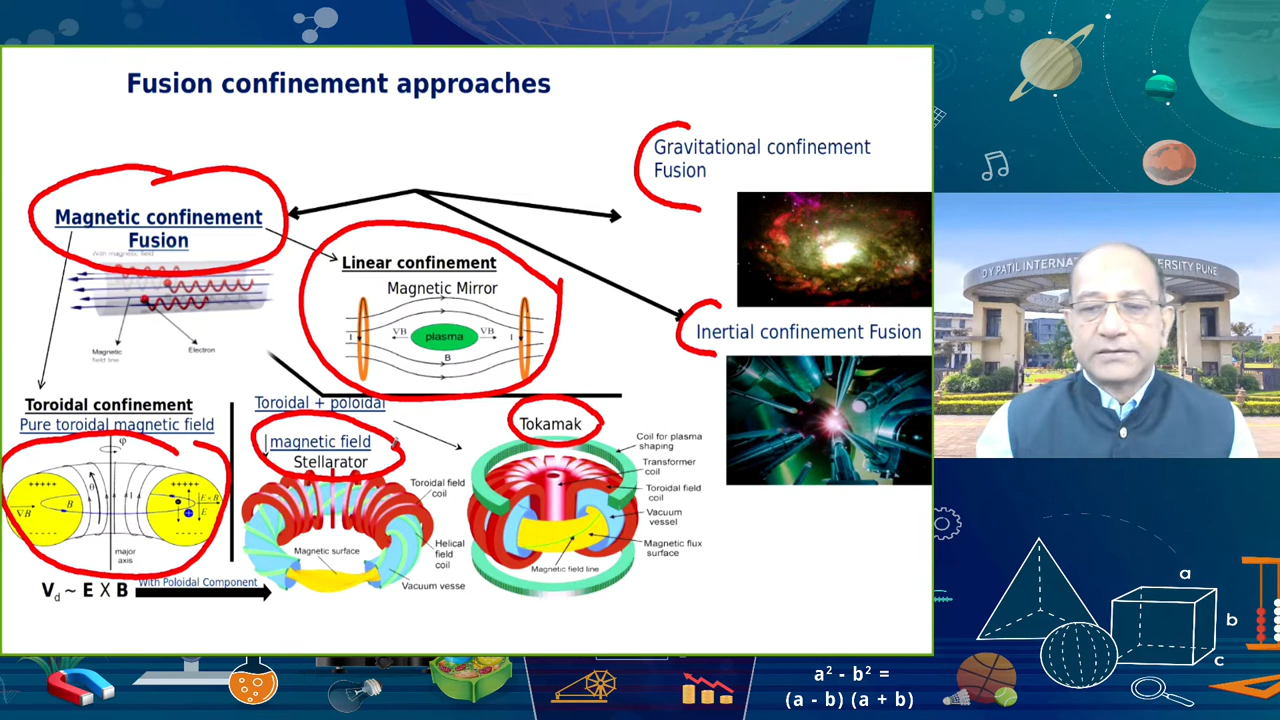 Fusion confinement approaches
Gravitational confinement
Fusion
Magnetic confinement
Fusion
With magnetic field
Magnetic
field line
Electron
Linear confinement
Magnetic Mirror
I
∇B
plasma
∇B
I
B
Inertial confinement Fusion
Toroidal confinement
Pure toroidal magnetic field
φ
+++++
++++
θ
B
I
E × B
E
∇B
- - - -
- - - -
major
axis
V_d ~ E X B
With Poloidal Component
Toroidal + poloidal
magnetic field
Stellarator
Toroidal field
coil
Magnetic surface
Helical
field
coil
Vacuum vesse
Tokamak
Coil for plasma
shaping
Transformer
coil
Toroidal field
coil
Vacuum
vessel
Magnetic flux
surface
Magnetic field line
D Y PATIL INTERNAT
VERSITY PUNE
a
b
c
a² - b² =
(a - b) (a + b)